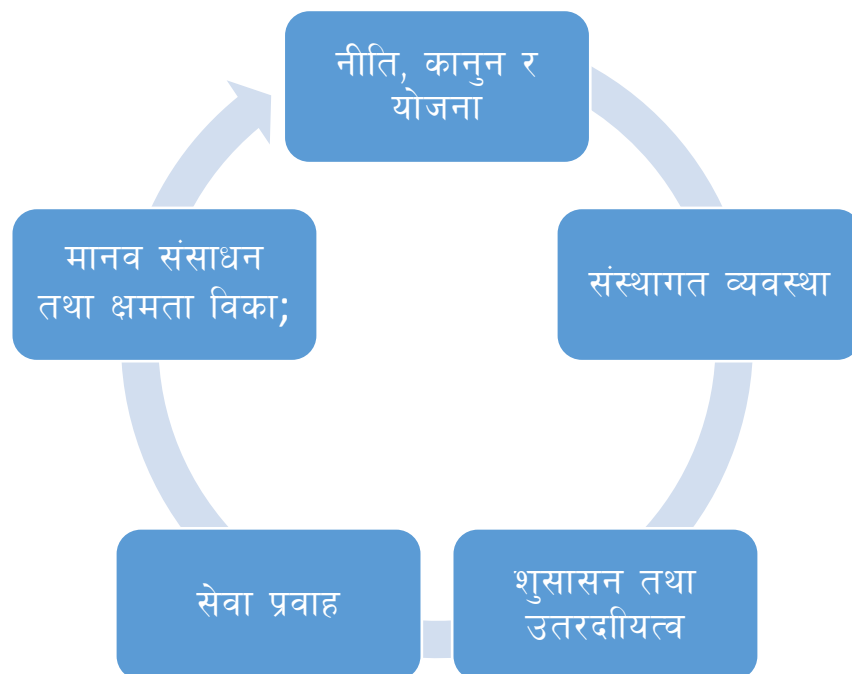 नीति, कानुन र
योजना
संस्थागत व्यवस्था
शुसासन तथा
उतरदाीयित्व
सेवा प्रवाह
मानव संसाधन
तथा क्षमता विका;